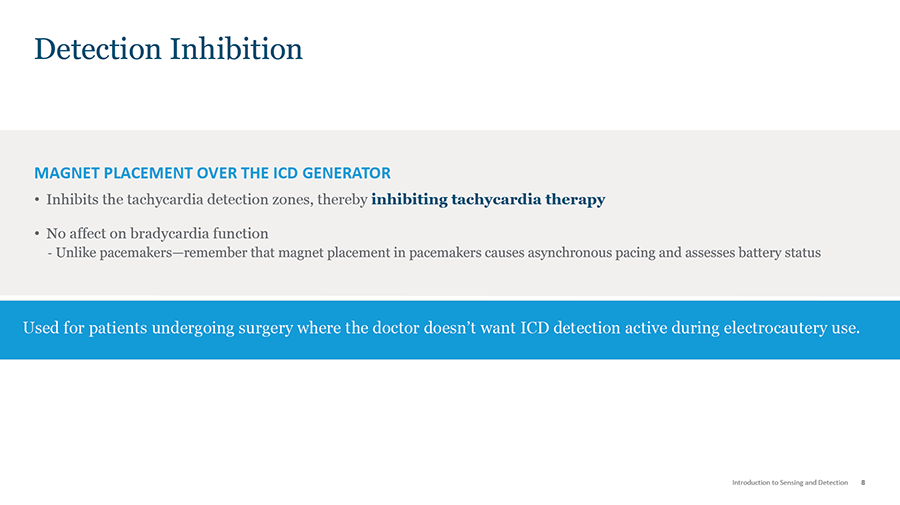 Detection Inhibition
MAGNET PLACEMENT OVER THE ICD GENERATOR
• Inhibits the tachycardia detection zones, thereby inhibiting tachycardia therapy
• No affect on bradycardia function
- Unlike pacemakers—remember that magnet placement in pacemakers causes asynchronous pacing and assesses battery status
Used for patients undergoing surgery where the doctor doesn’t want ICD detection active during electrocautery use.
Introduction to Sensing and Detection 8